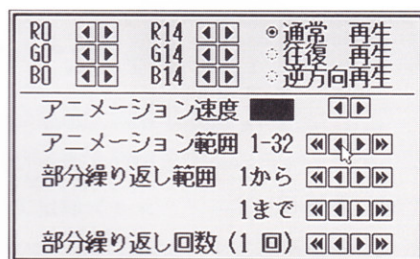 R0 R14 通常 再生
G0 G14 往復 再生
B0 B14 逆方向再生
アニメーション速度
アニメーション範囲 1-32
部分繰り返し範囲 1から
1まで
部分繰り返し回数 (1 回)